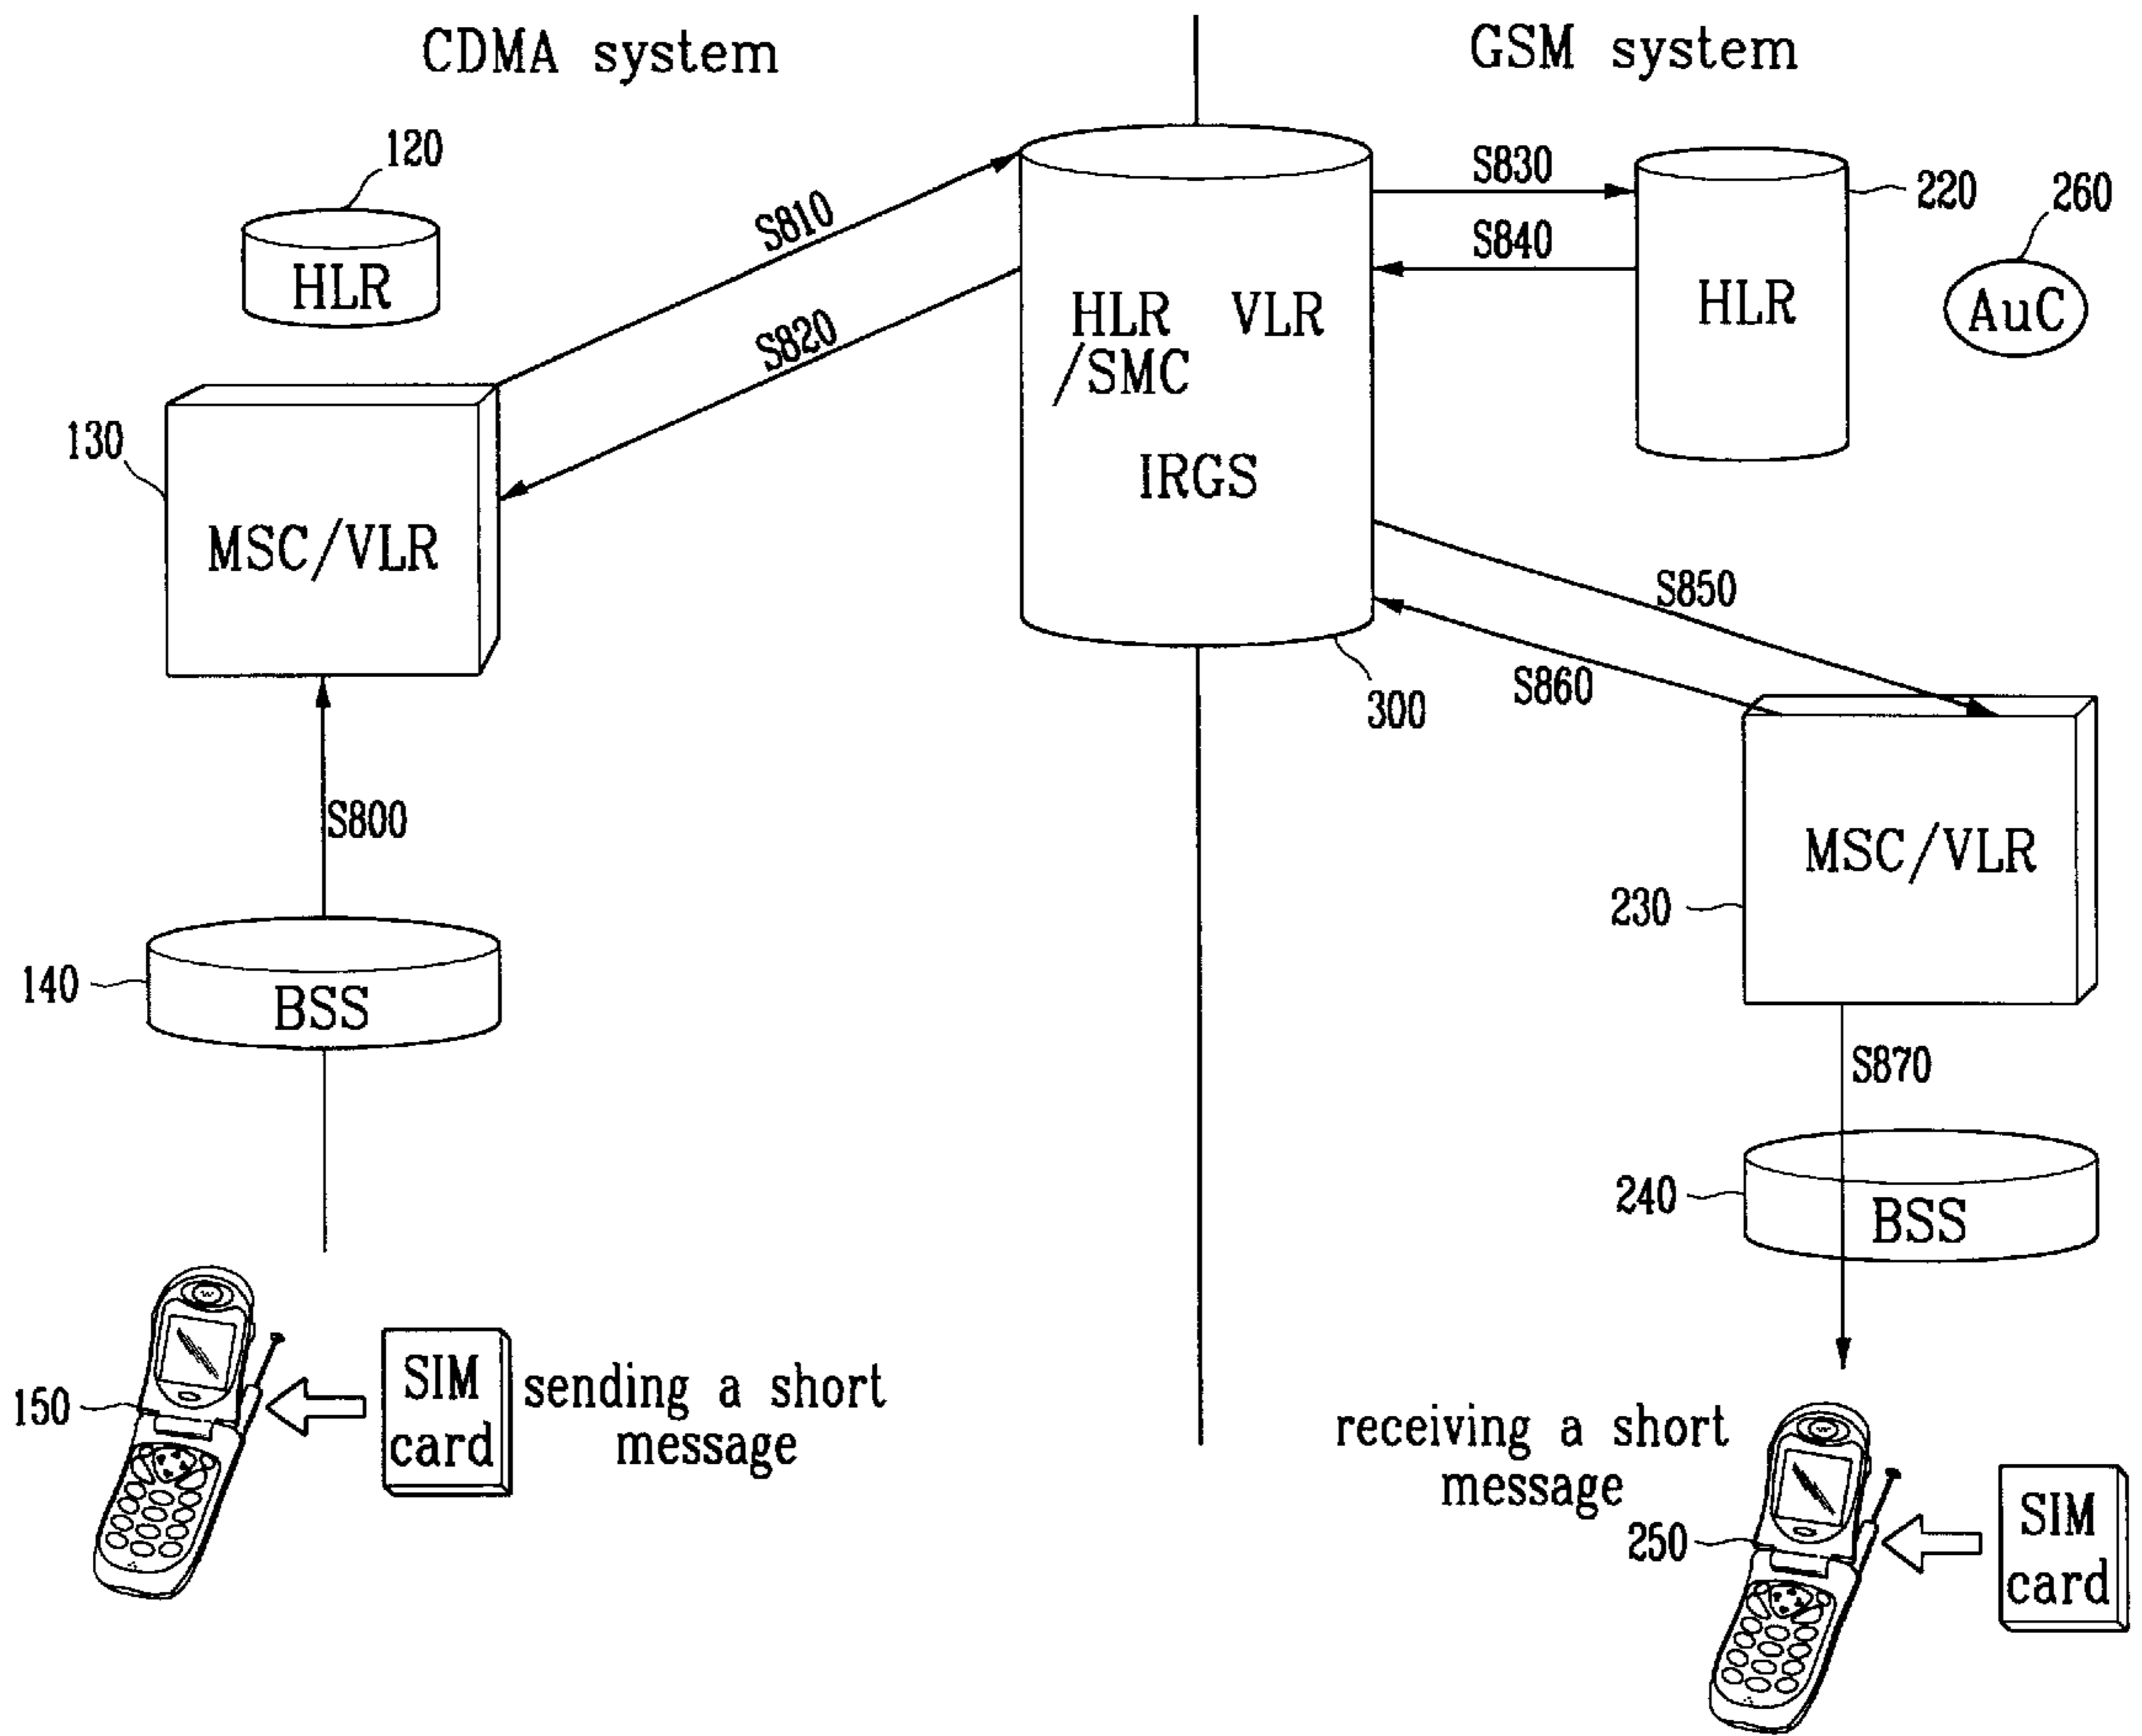 CDMA system
GSM system
120
HLR
S810
S820
HLR VLR
/SMC
IRGS
300
S830
S840
220
HLR
260
AuC
130
MSC/VLR
S850
S860
S800
MSC/VLR
230
140
BSS
S870
240
BSS
150
SIM
card
sending a short
message
receiving a short
message
250
SIM
card